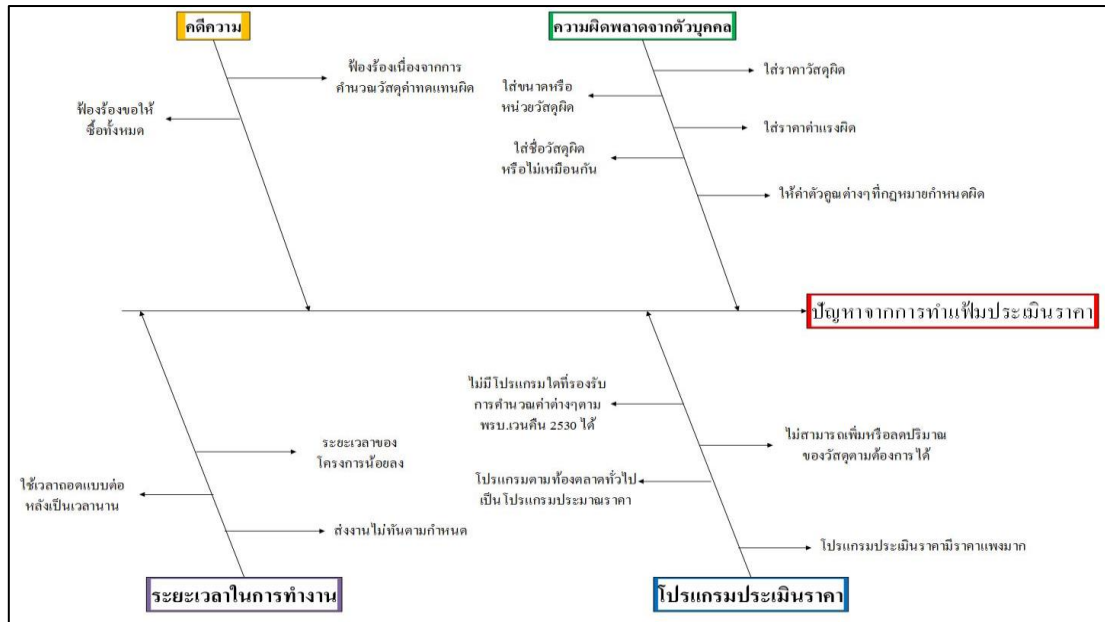 คดีความ
ฟ้องร้องเนื่องจากการ
คำนวณวัสดุค่าทดแทนผิด
ฟ้องร้องขอให้
ซื้อทั้งหมด
ความผิดพลาดจากตัวบุคคล
ใส่ราคาวัสดุผิด
ใส่ขนาดหรือ
หน่วยวัสดุผิด
ใส่ราคาค่าแรงผิด
ใส่ชื่อวัสดุผิด
หรือไม่เหมือนกัน
ให้ค่าตัวคูณต่างๆที่กฎหมายกำหนดผิด
ปัญหาจากการทำแฟ้มประเมินราคา
ระยะเวลาของ
โครงการน้อยลง
ใช้เวลาถอดแบบต่อ
หลังเป็นเวลานาน
ส่งงานไม่ทันตามกำหนด
ระยะเวลาในการทำงาน
ไม่มีโปรแกรมใดที่รองรับ
การคำนวณค่าต่างๆตาม
พรบ.เวนคืน 2530 ได้
ไม่สามารถเพิ่มหรือลดปริมาณ
ของวัสดุตามต้องการได้
โปรแกรมตามท้องตลาดทั่วไป
เป็นโปรแกรมประมาณราคา
โปรแกรมประเมินราคามีราคาแพงมาก
โปรแกรมประเมินราคา